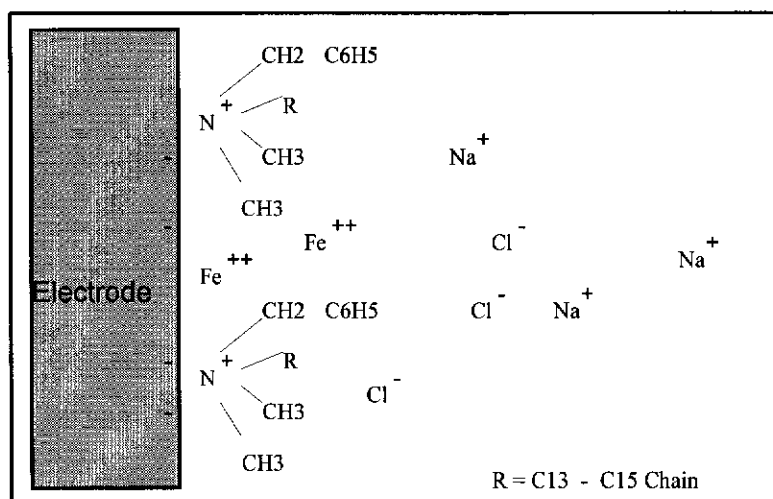 CH2 C6H5
R
N +
CH3
Na +
CH3
Fe ++
Cl -
Na +
Fe ++
Electrode
CH2 C6H5
Cl -
Na +
R
N +
Cl -
CH3
CH3
R = C13 - C15 Chain